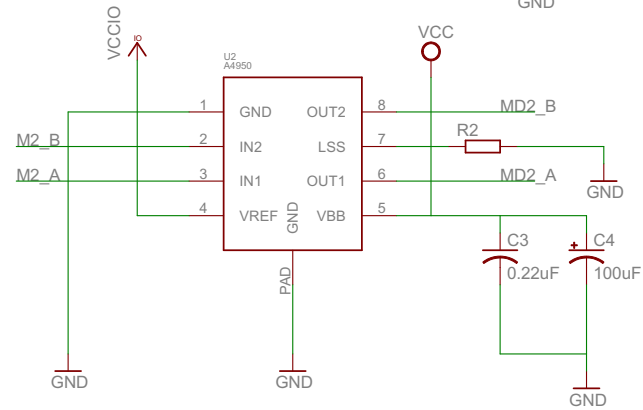 GND
VCCIO
IO
VCC
U2
A4950
1 GND OUT2 8 MD2_B
M2_B 2 IN2 LSS 7 R2
M2_A 3 IN1 OUT1 6 MD2_A
GND
4 VREF GND VBB 5
C3 C4
+
0.22uF 100uF
PAD
GND GND
GND